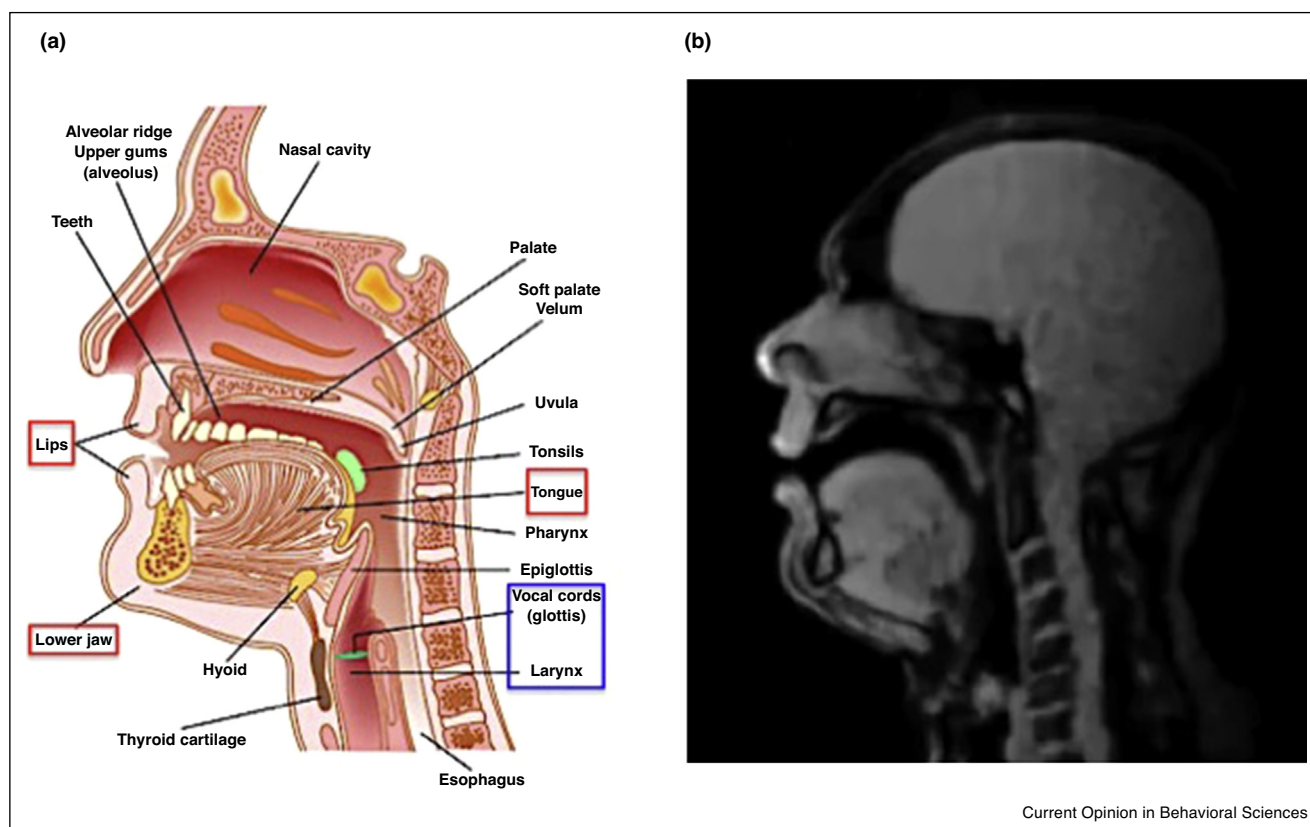 (a)
(b)
Alveolar ridge
Upper gums
(alveolus)
Nasal cavity
Teeth
Palate
Soft palate
Velum
Uvula
Lips
Tonsils
Tongue
Pharynx
Epiglottis
Vocal cords
(glottis)
Lower jaw
Hyoid
Larynx
Thyroid cartilage
Esophagus
Current Opinion in Behavioral Sciences